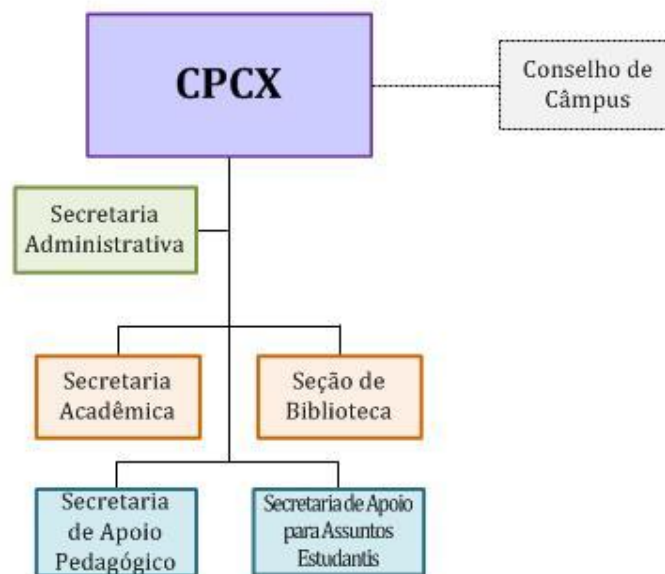 CPCX
Conselho de
Câmpus
Secretaria
Administrativa
Secretaria
Acadêmica
Seção de
Biblioteca
Secretaria
de Apoio
Pedagógico
Secretaria de Apoio
para Assuntos
Estudantis